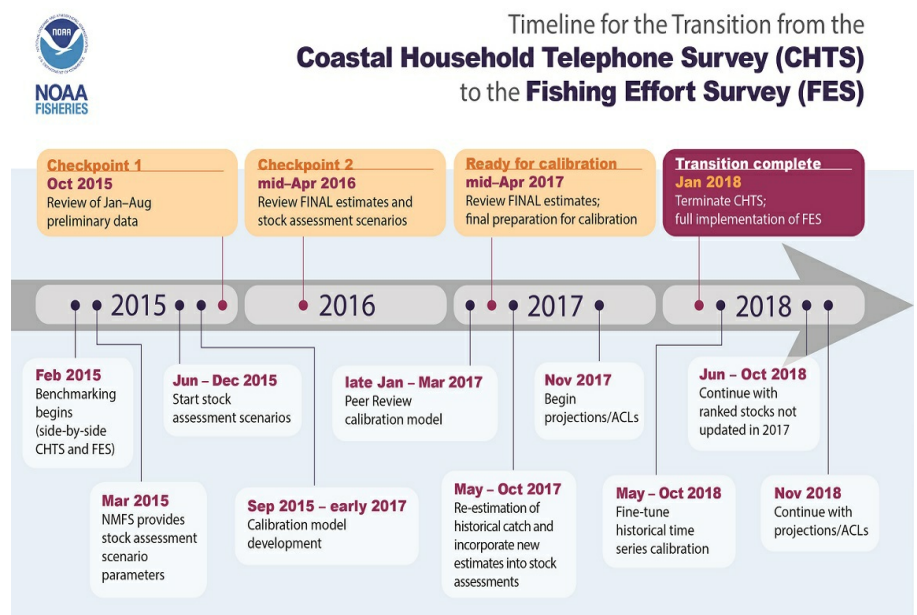 Timeline for the Transition from the
Coastal Household Telephone Survey (CHTS)
to the Fishing Effort Survey (FES)
NOAA
NOAA
FISHERIES
Checkpoint 1
Oct 2015
Review of Jan–Aug
preliminary data
Checkpoint 2
mid–Apr 2016
Review FINAL estimates and
stock assessment scenarios
Ready for calibration
mid–Apr 2017
Review FINAL estimates;
final preparation for calibration
Transition complete
Jan 2018
Terminate CHTS;
full implementation of FES
2015
2016
2017
2018
Feb 2015
Benchmarking
begins
(side-by-side
CHTS and FES)
Mar 2015
NMFS provides
stock assessment
scenario
parameters
Jun – Dec 2015
Start stock
assessment scenarios
Sep 2015 – early 2017
Calibration model
development
late Jan – Mar 2017
Peer Review
calibration model
May – Oct 2017
Re-estimation of
historical catch and
incorporate new
estimates into stock
assessments
Nov 2017
Begin
projections/ACLs
May – Oct 2018
Fine-tune
historical time
series calibration
Jun – Oct 2018
Continue with
ranked stocks not
updated in 2017
Nov 2018
Continue with
projections/ACLs